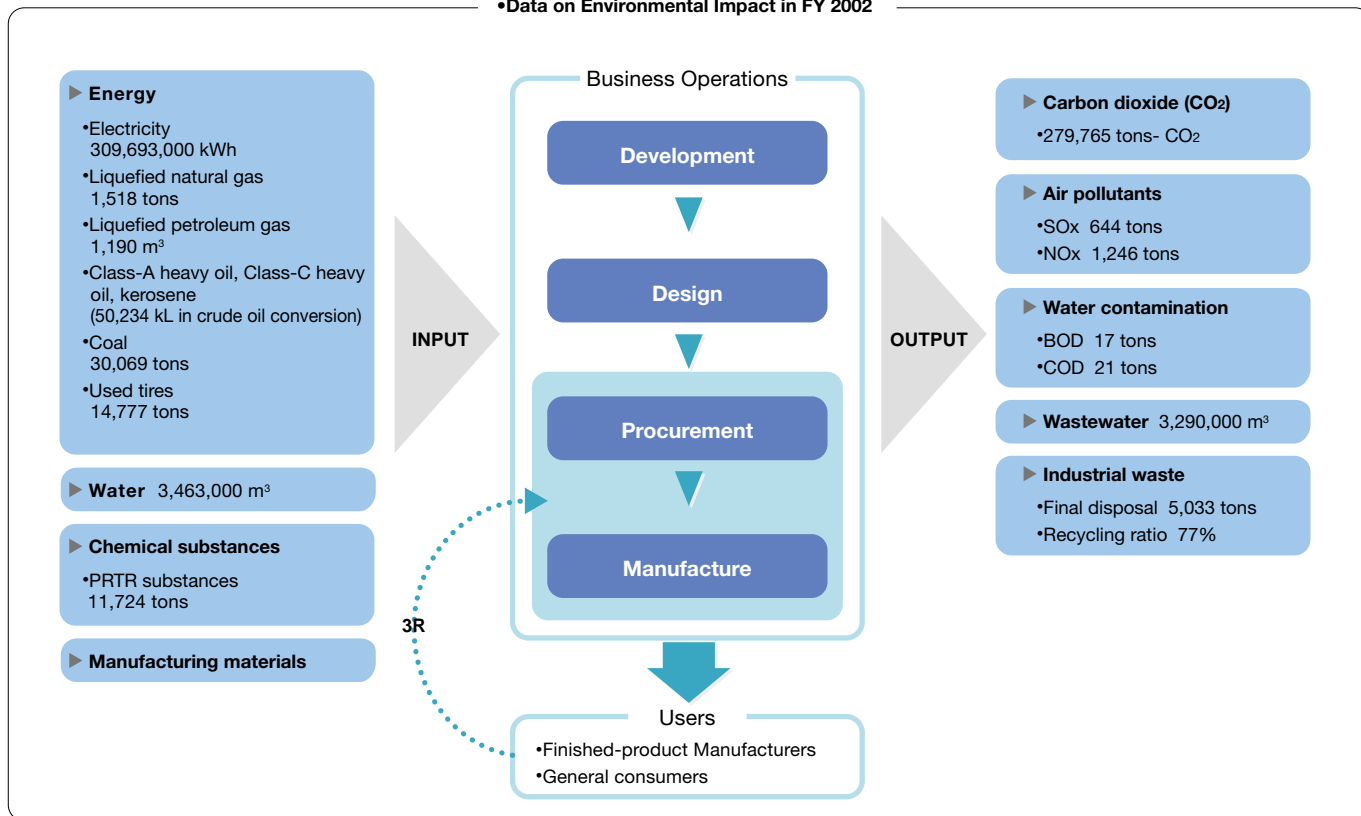 •Data on Environmental Impact in FY 2002
Energy
•Electricity
309,693,000 kWh
•Liquefied natural gas
1,518 tons
•Liquefied petroleum gas
1,190 m³
•Class-A heavy oil, Class-C heavy
oil, kerosene
(50,234 kL in crude oil conversion)
•Coal
30,069 tons
•Used tires
14,777 tons
Water 3,463,000 m³
Chemical substances
•PRTR substances
11,724 tons
Manufacturing materials
INPUT
Business Operations
Development
Design
Procurement
Manufacture
3R
Users
•Finished-product Manufacturers
•General consumers
OUTPUT
Carbon dioxide (CO₂)
•279,765 tons- CO₂
Air pollutants
•SOx 644 tons
•NOx 1,246 tons
Water contamination
•BOD 17 tons
•COD 21 tons
Wastewater 3,290,000 m³
Industrial waste
•Final disposal 5,033 tons
•Recycling ratio 77%